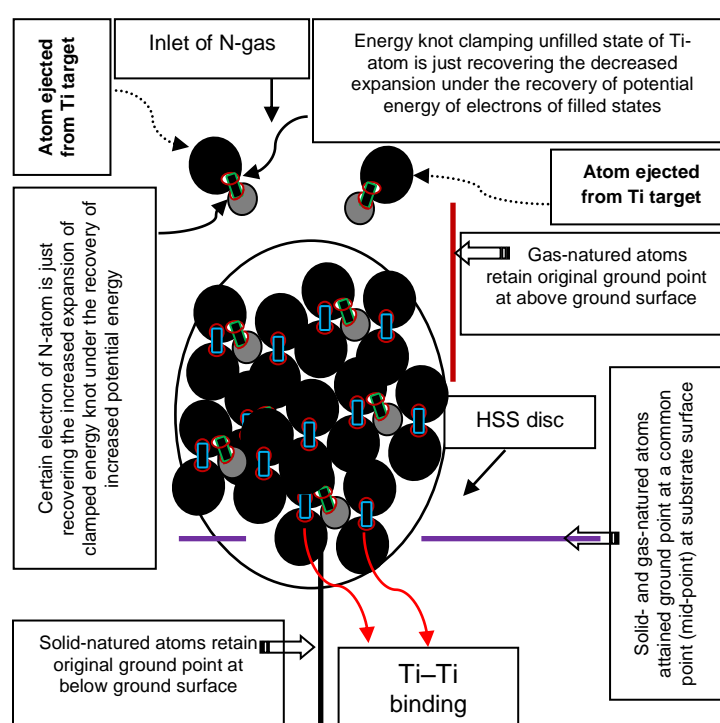 Atom ejected
from Ti target
Inlet of N-gas
Energy knot clamping unfilled state of Ti-
atom is just recovering the decreased
expansion under the recovery of potential
energy of electrons of filled states
Atom ejected
from Ti target
Certain electron of N-atom is just
recovering the increased expansion of
clamped energy knot under the recovery of
increased potential energy
Gas-natured atoms
retain original ground point
at above ground surface
HSS disc
Solid- and gas-natured atoms
attained ground point at a common
point (mid-point) at substrate surface
Solid-natured atoms retain
original ground point at
below ground surface
Ti–Ti
binding